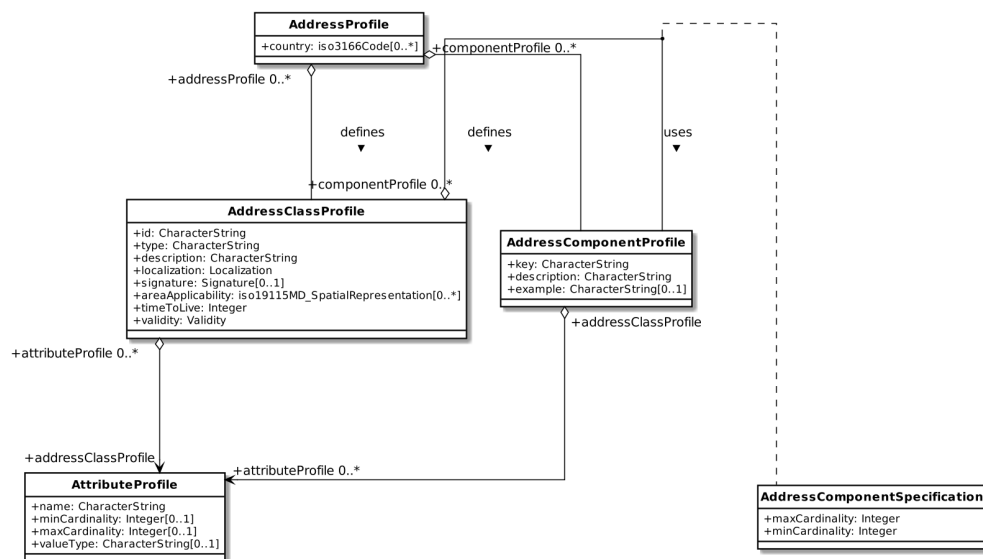 AddressProfile
+country: iso3166Code[0..*]
+componentProfile 0..*
+addressProfile 0..*
defines
defines
uses
+componentProfile 0..*
AddressClassProfile
+id: CharacterString
+type: CharacterString
+description: CharacterString
+localization: Localization
+signature: Signature[0..1]
+areaApplicability: iso19115MD_SpatialRepresentation[0..*]
+timeToLive: Integer
+validity: Validity
AddressComponentProfile
+key: CharacterString
+description: CharacterString
+example: CharacterString[0..1]
+addressClassProfile
+attributeProfile 0..*
+addressClassProfile
+attributeProfile 0..*
AttributeProfile
+name: CharacterString
+minCardinality: Integer[0..1]
+maxCardinality: Integer[0..1]
+valueType: CharacterString[0..1]
AddressComponentSpecification
+maxCardinality: Integer
+minCardinality: Integer